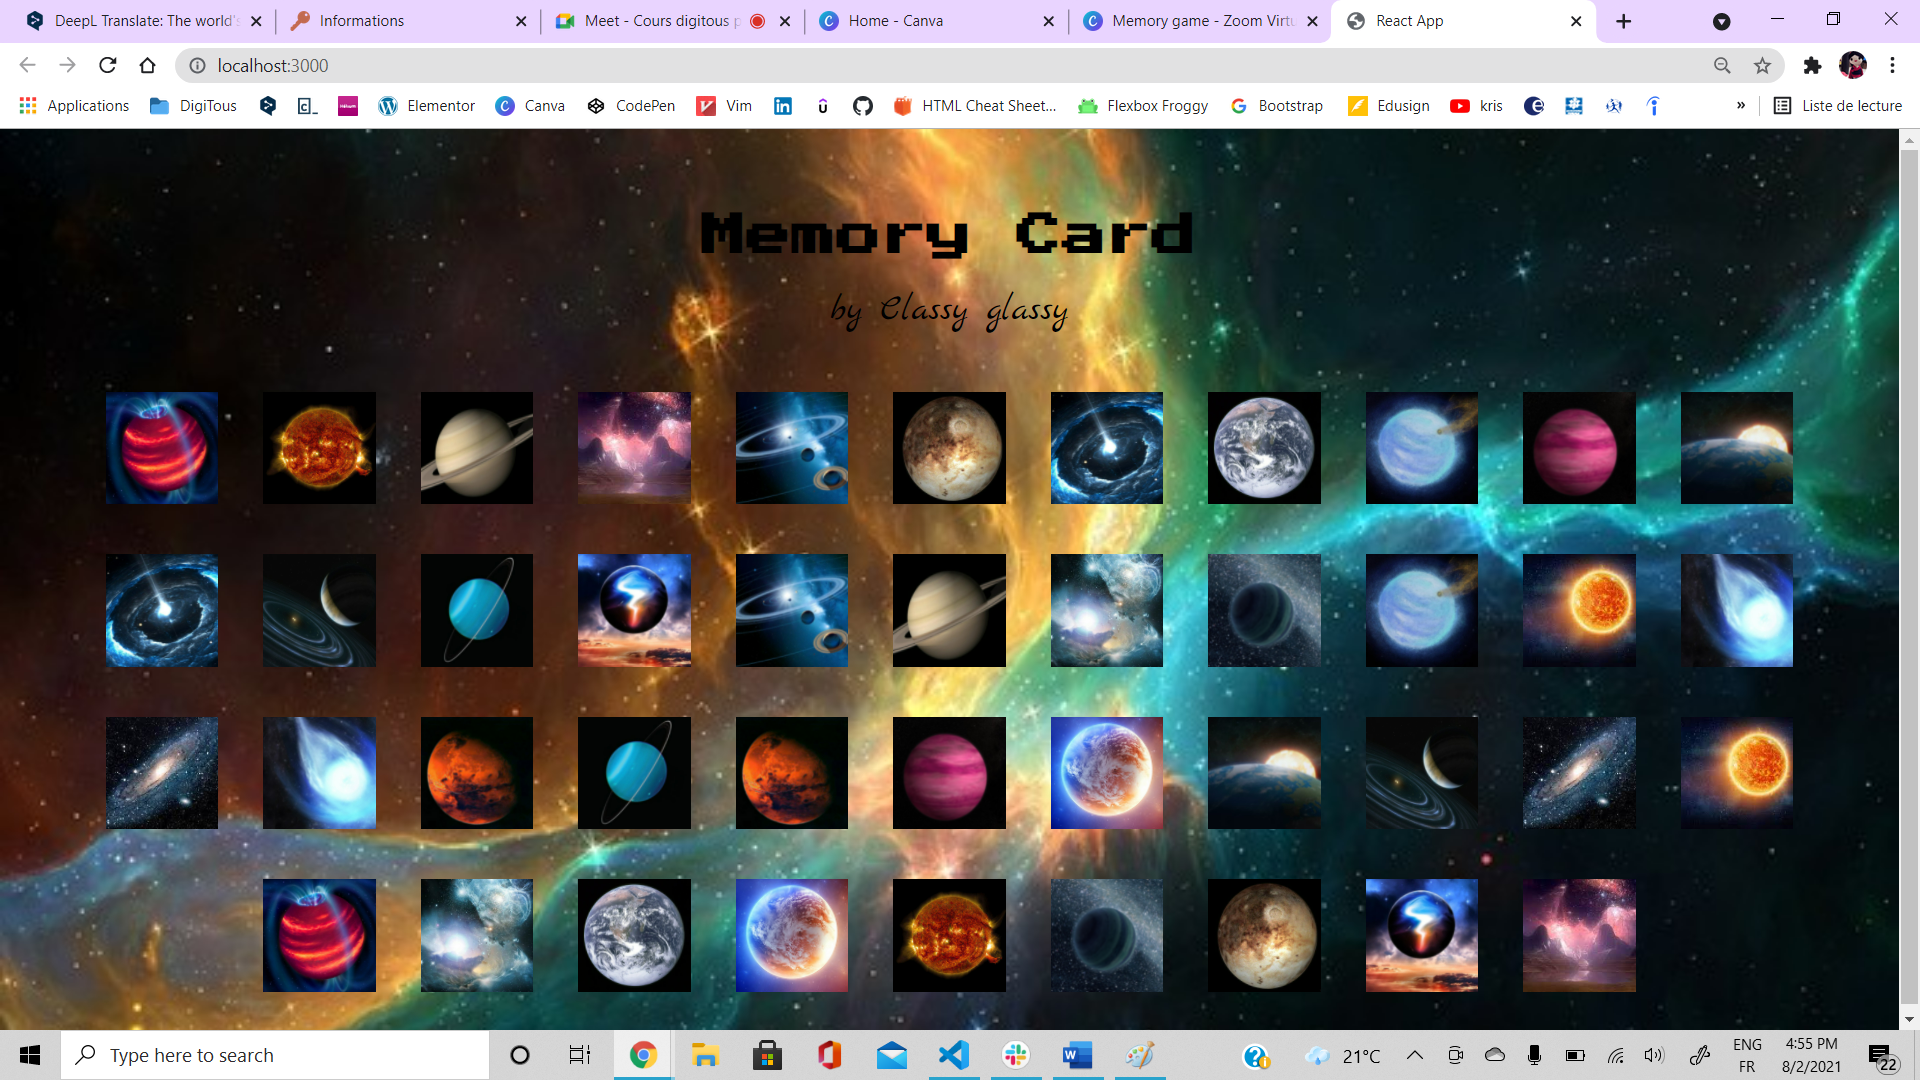 DeepL Translate: The world's
Informations
Meet - Cours digitous p
Home - Canva
Memory game - Zoom Virtu
React App
localhost:3000
Applications
DigiTous
Elementor
Canva
CodePen
Vim
HTML Cheat Sheet...
Flexbox Froggy
Bootstrap
Edusign
kris
»
Liste de lecture
Memory Card
by Classy glassy
Type here to search
21°C
ENG
FR
4:55 PM
8/2/2021
22